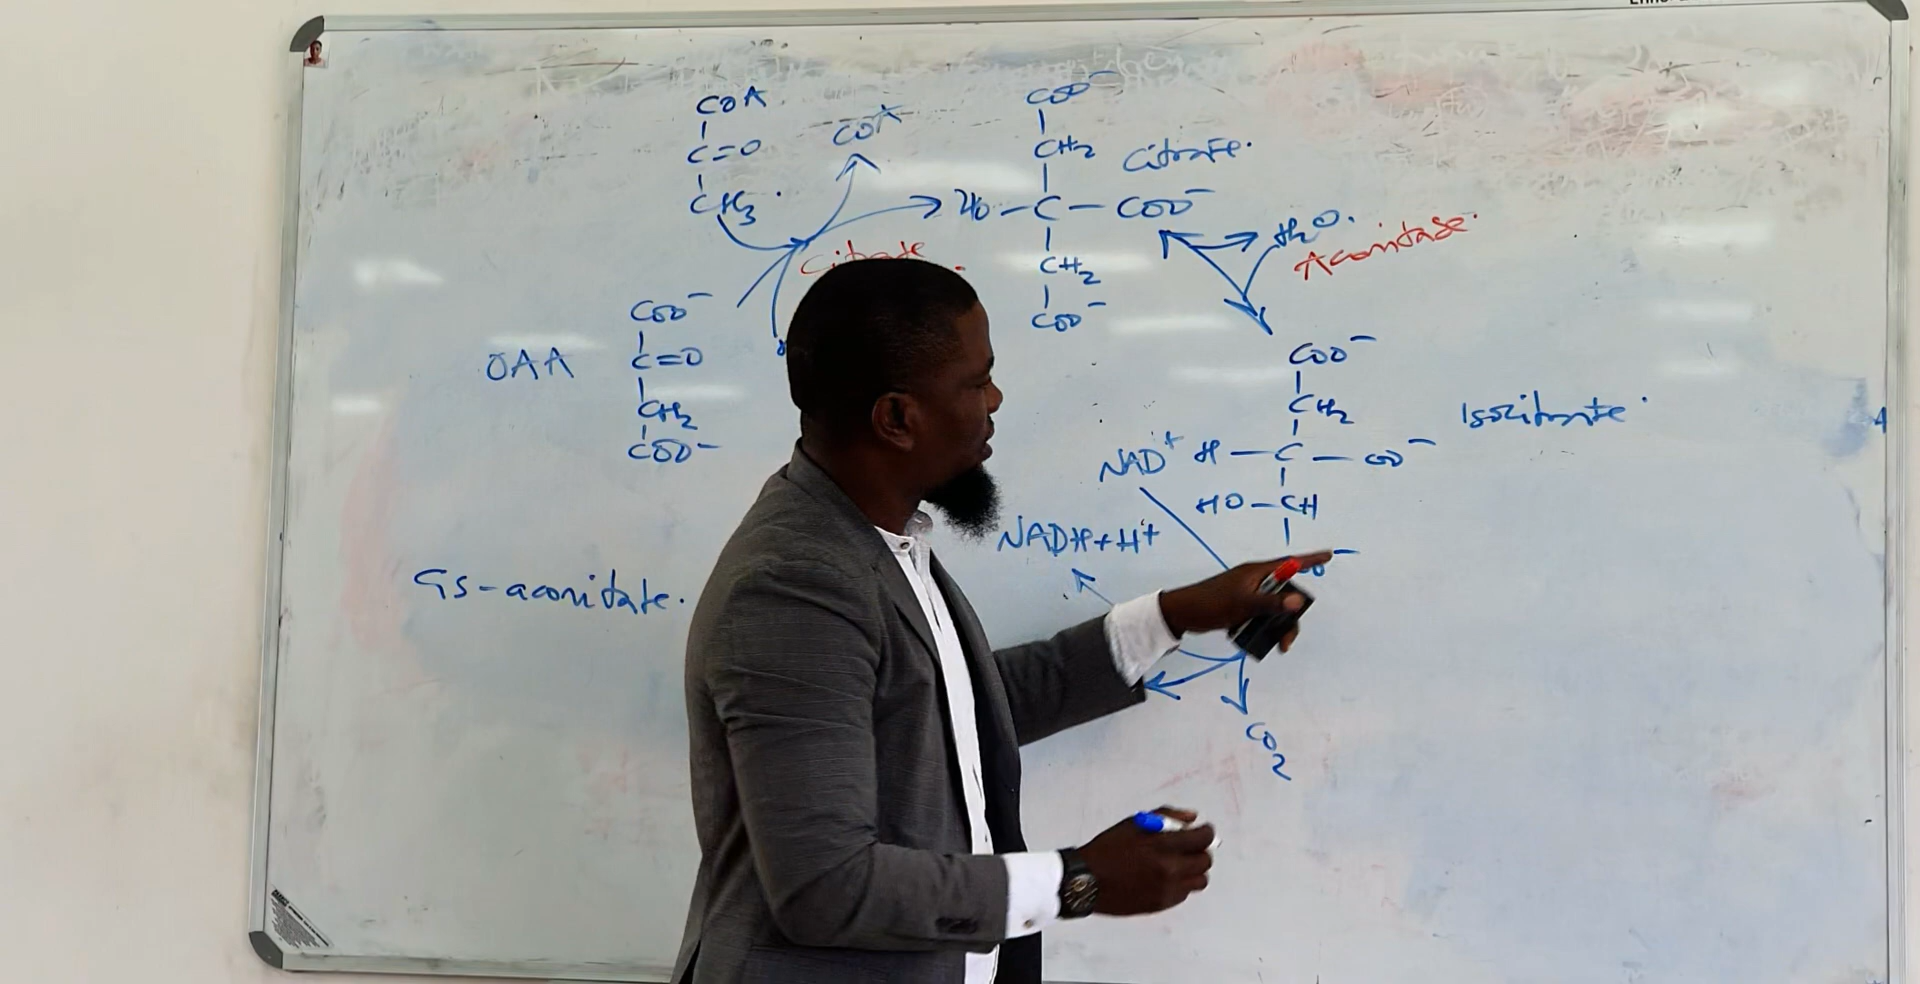 COA
C=O
CH3
COA
COO-
CH2
Citrate.
HO-C-COO-
CH2
COO-
H2O.
Aconitase.
Citrate
OAA
COO-
C=O
CH2
COO-
COO-
CH2
Isocitrate.
NAD+
H-C-COO-
HO-CH
NADH+H+
Cis-aconitate.
CO2